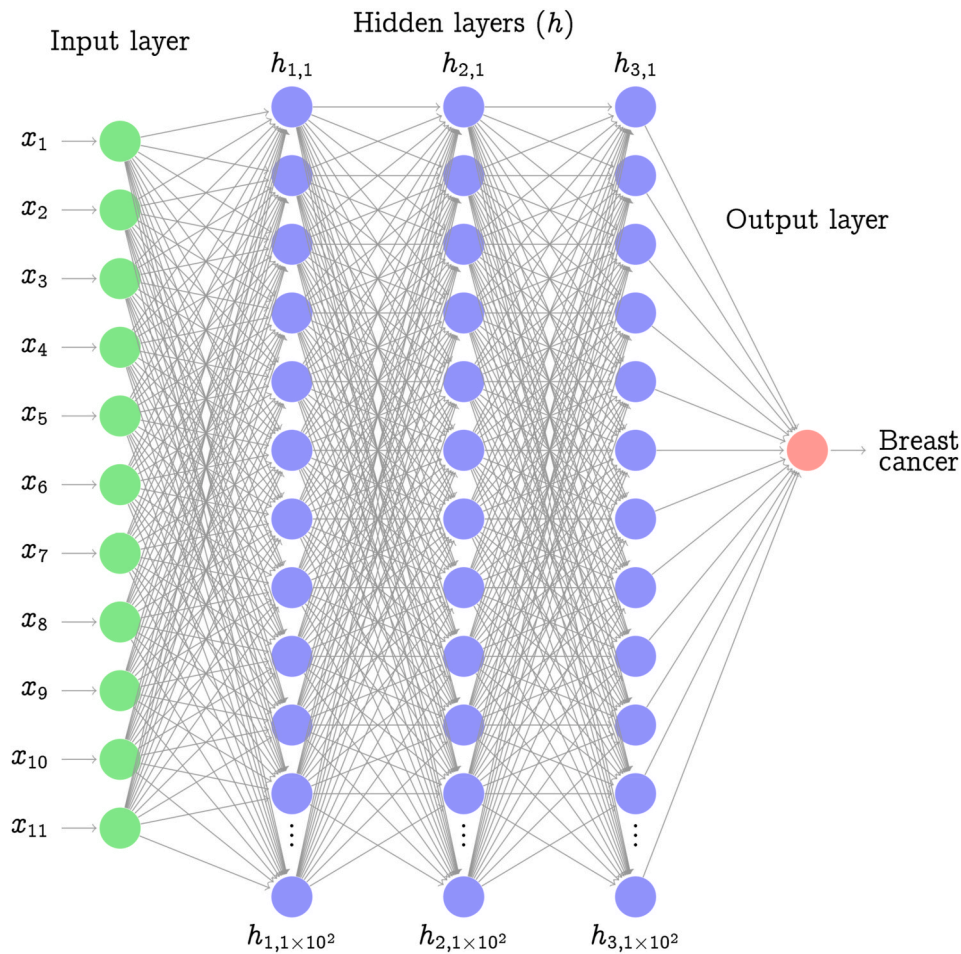 Hidden layers (h)
Input layer
h₁,₁
h₂,₁
h₃,₁
x₁
x₂
x₃
x₄
x₅
x₆
x₇
x₈
x₉
x₁₀
x₁₁
Output layer
Breast
cancer
⋮
⋮
⋮
h₁,₁×₁₀²
h₂,₁×₁₀²
h₃,₁×₁₀²